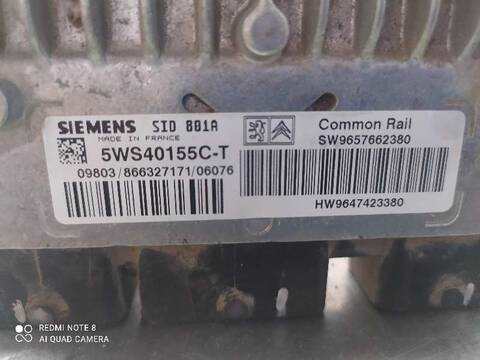 SIEMENS SID 801A
MADE IN FRANCE
5WS40155C-T
09803/866327171/06076
Common Rail
SW9657662380
HW9647423380
REDMI NOTE 8
AI QUAD CAMERA